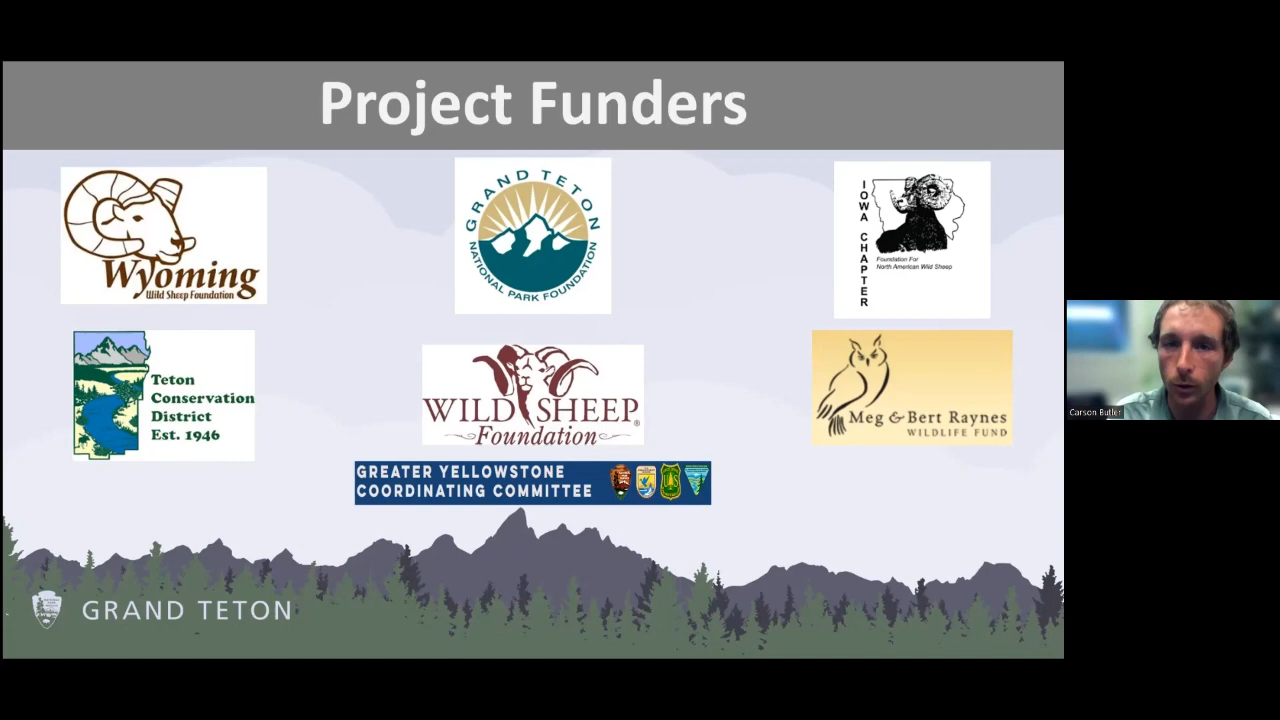 Project Funders
Wyoming
Wild Sheep Foundation
GRAND TETON
NATIONAL PARK FOUNDATION
IOWA CHAPTER
Foundation For
North American Wild Sheep
Teton
Conservation
District
Est. 1946
WILD SHEEP®
Foundation
Meg & Bert Raynes
WILDLIFE FUND
GREATER YELLOWSTONE
COORDINATING COMMITTEE
GRAND TETON
Carson Butler